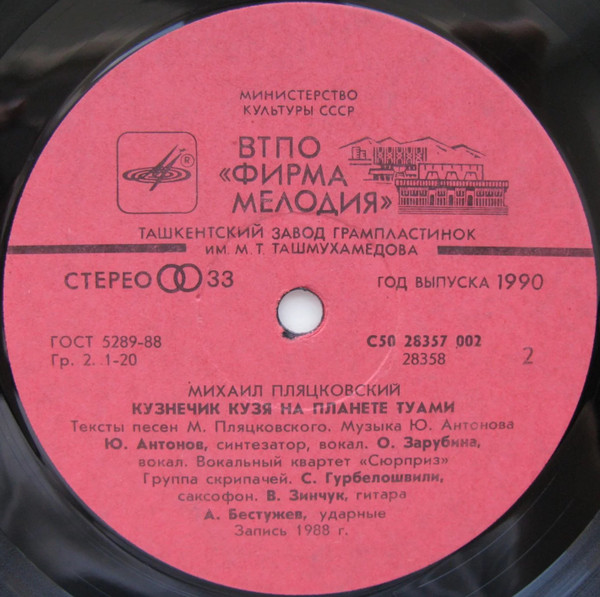 МИНИСТЕРСТВО
КУЛЬТУРЫ СССР
ВТПО
«ФИРМА
МЕЛОДИЯ»
ТАШКЕНТСКИЙ ЗАВОД ГРАМПЛАСТИНОК
ИМ. М. Т. ТАШМУХАМЕДОВА
СТЕРЕО 33
ГОД ВЫПУСКА 1990
ГОСТ 5289-88
Гр. 2. 1-20
С50 28357 002
28358
2
МИХАИЛ ПЛЯЦКОВСКИЙ
КУЗНЕЧИК КУЗЯ НА ПЛАНЕТЕ ТУАМИ
Тексты песен М. Пляцковского. Музыка Ю. Антонова
Ю. Антонов, синтезатор, вокал. О. Зарубина,
вокал. Вокальный квартет «Сюрприз»
Группа скрипачей. С. Гурбелошвили,
саксофон. В. Зинчук, гитара
А. Бестужев, ударные
Запись 1988 г.